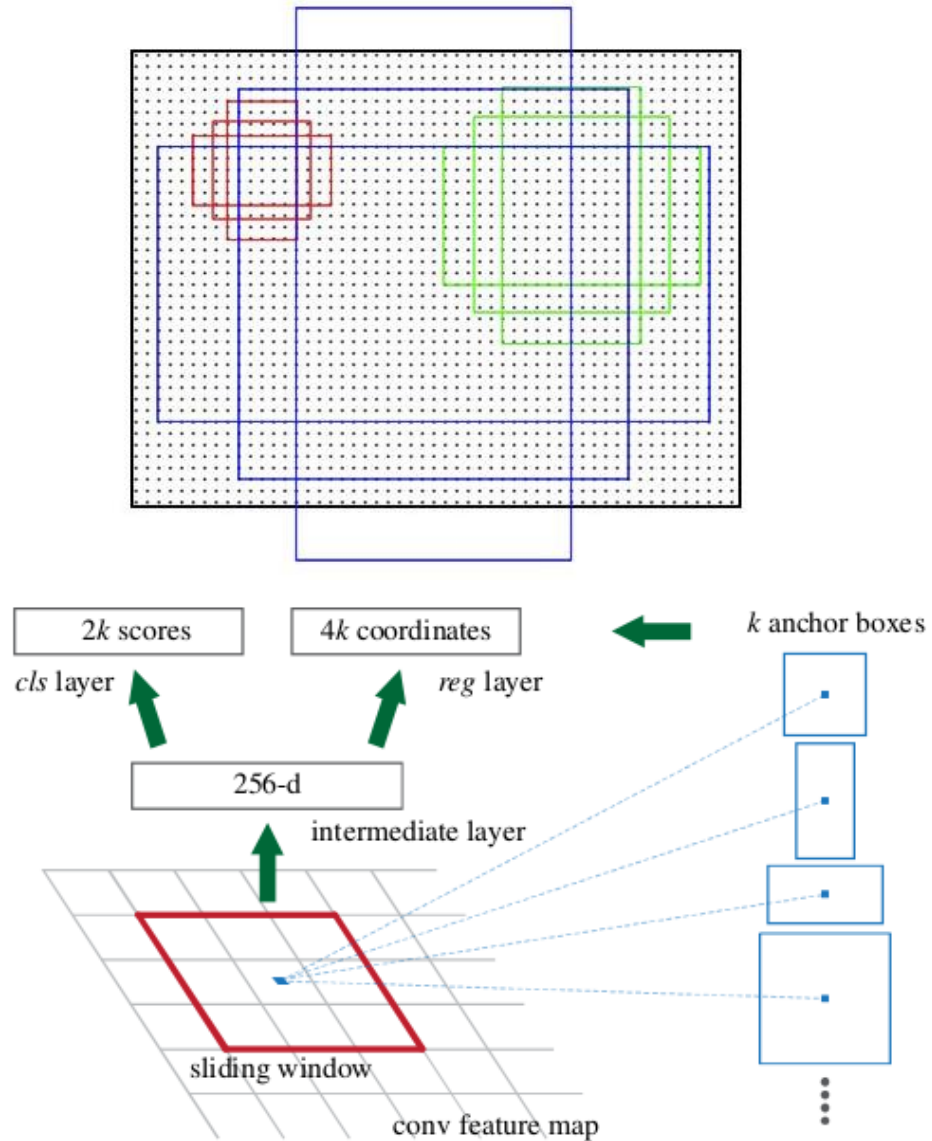 2k scores
4k coordinates
k anchor boxes
cls layer
reg layer
256-d
intermediate layer
sliding window
conv feature map